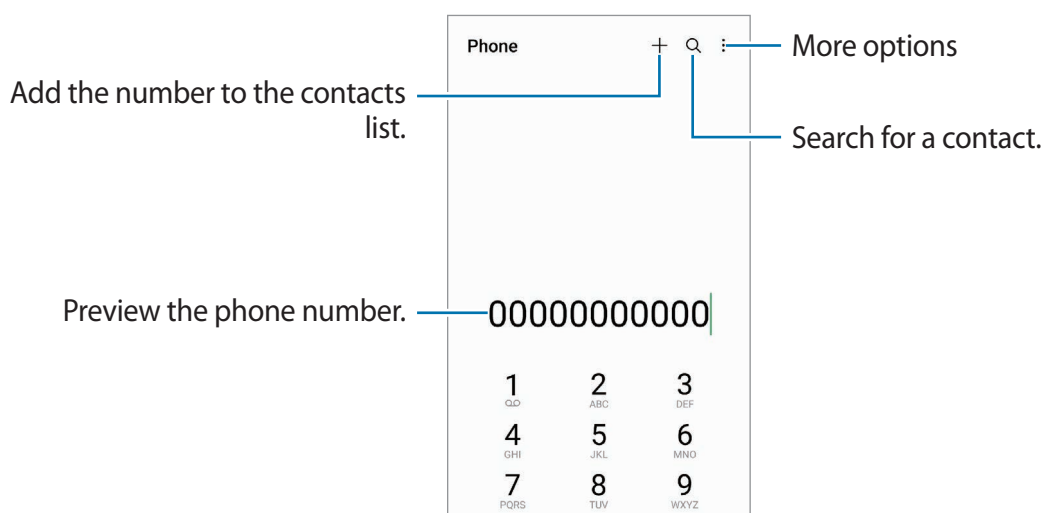 Phone
More options
Add the number to the contacts
list.
Search for a contact.
Preview the phone number.
00000000000
1 2 3
ABC DEF
4 5 6
GHI JKL MNO
7 8 9
PQRS TUV WXYZ